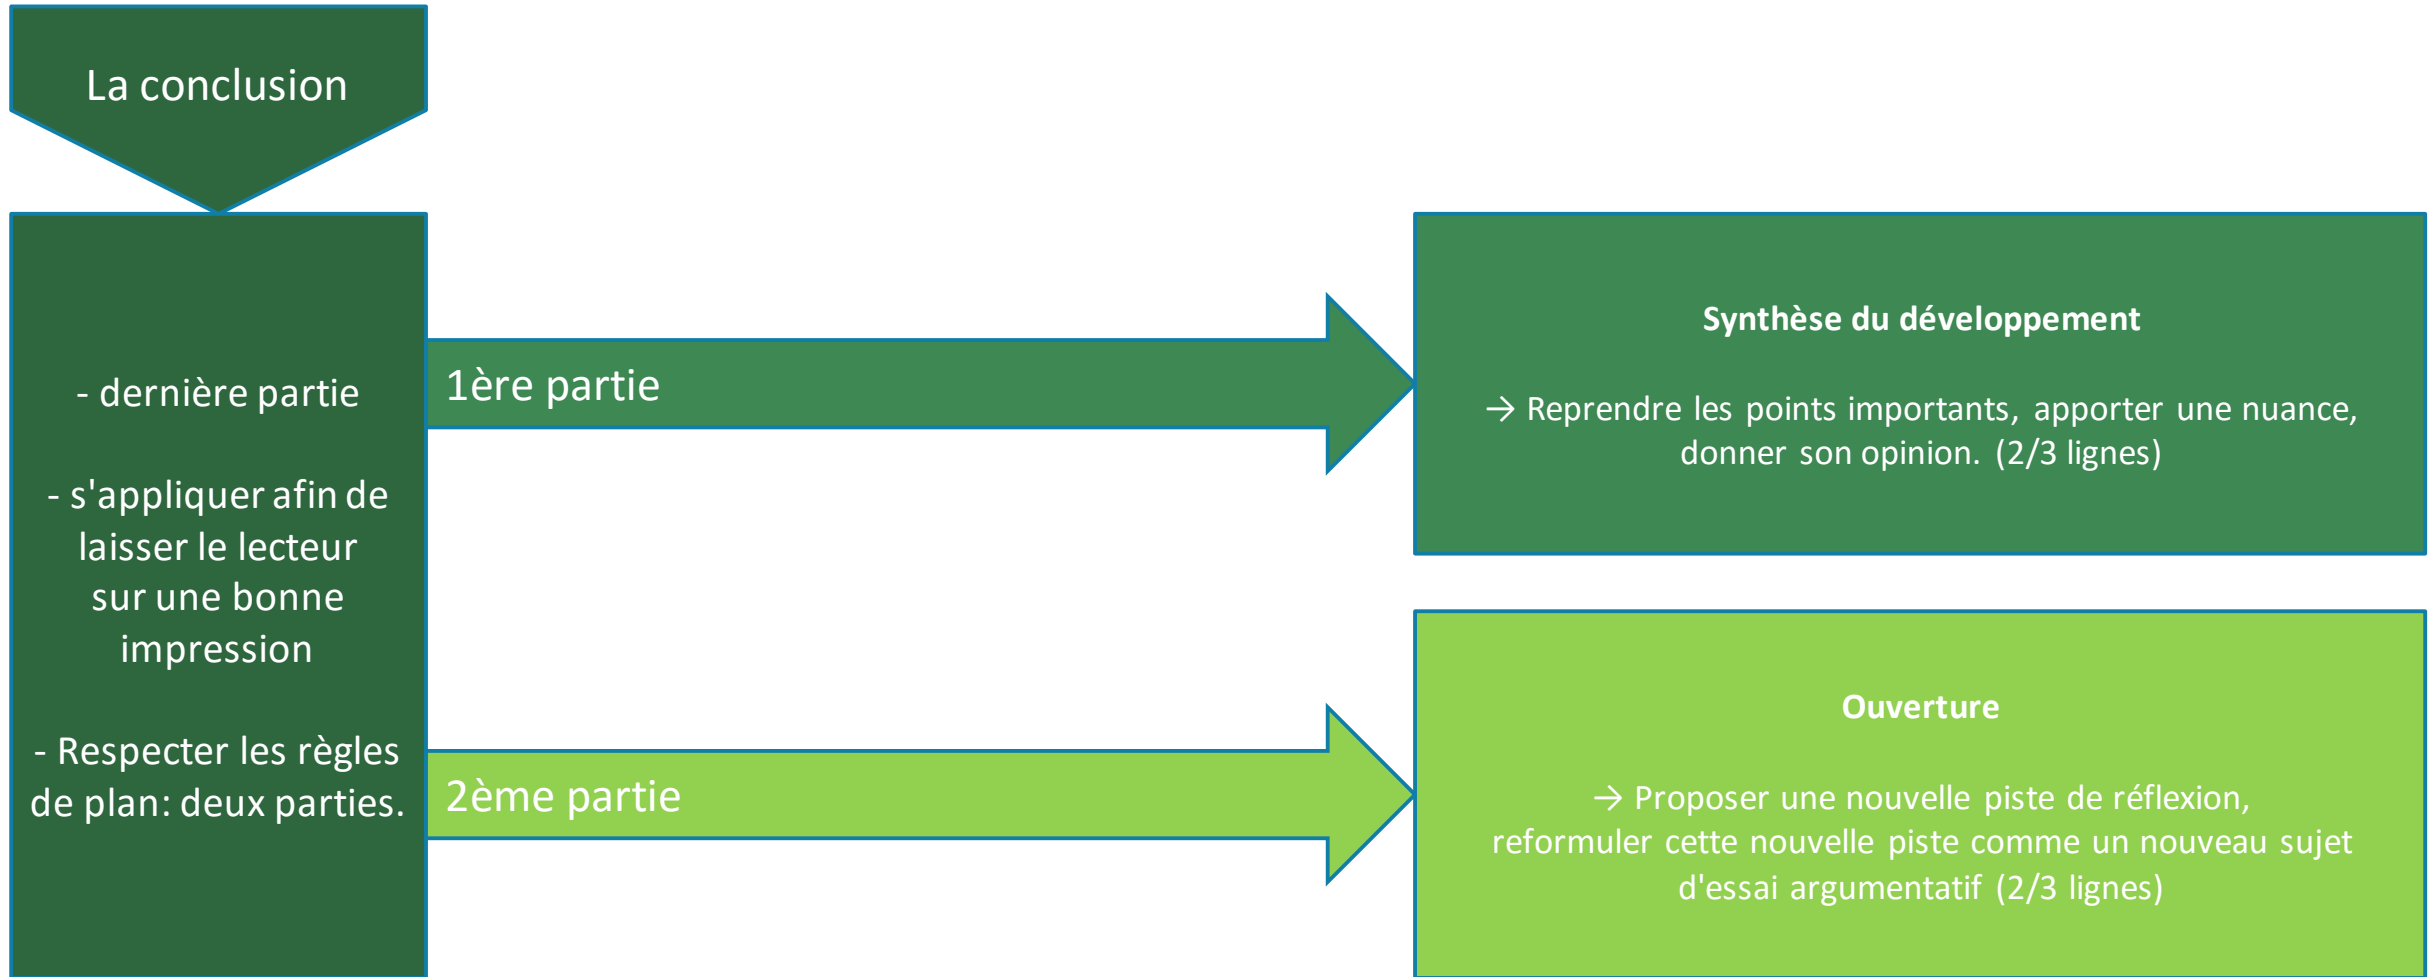 La conclusion
- dernière partie
- s'appliquer afin de
laisser le lecteur
sur une bonne
impression
- Respecter les règles
de plan: deux parties.
1ère partie
Synthèse du développement
→ Reprendre les points importants, apporter une nuance,
donner son opinion. (2/3 lignes)
2ème partie
Ouverture
→ Proposer une nouvelle piste de réflexion,
reformuler cette nouvelle piste comme un nouveau sujet
d'essai argumentatif (2/3 lignes)